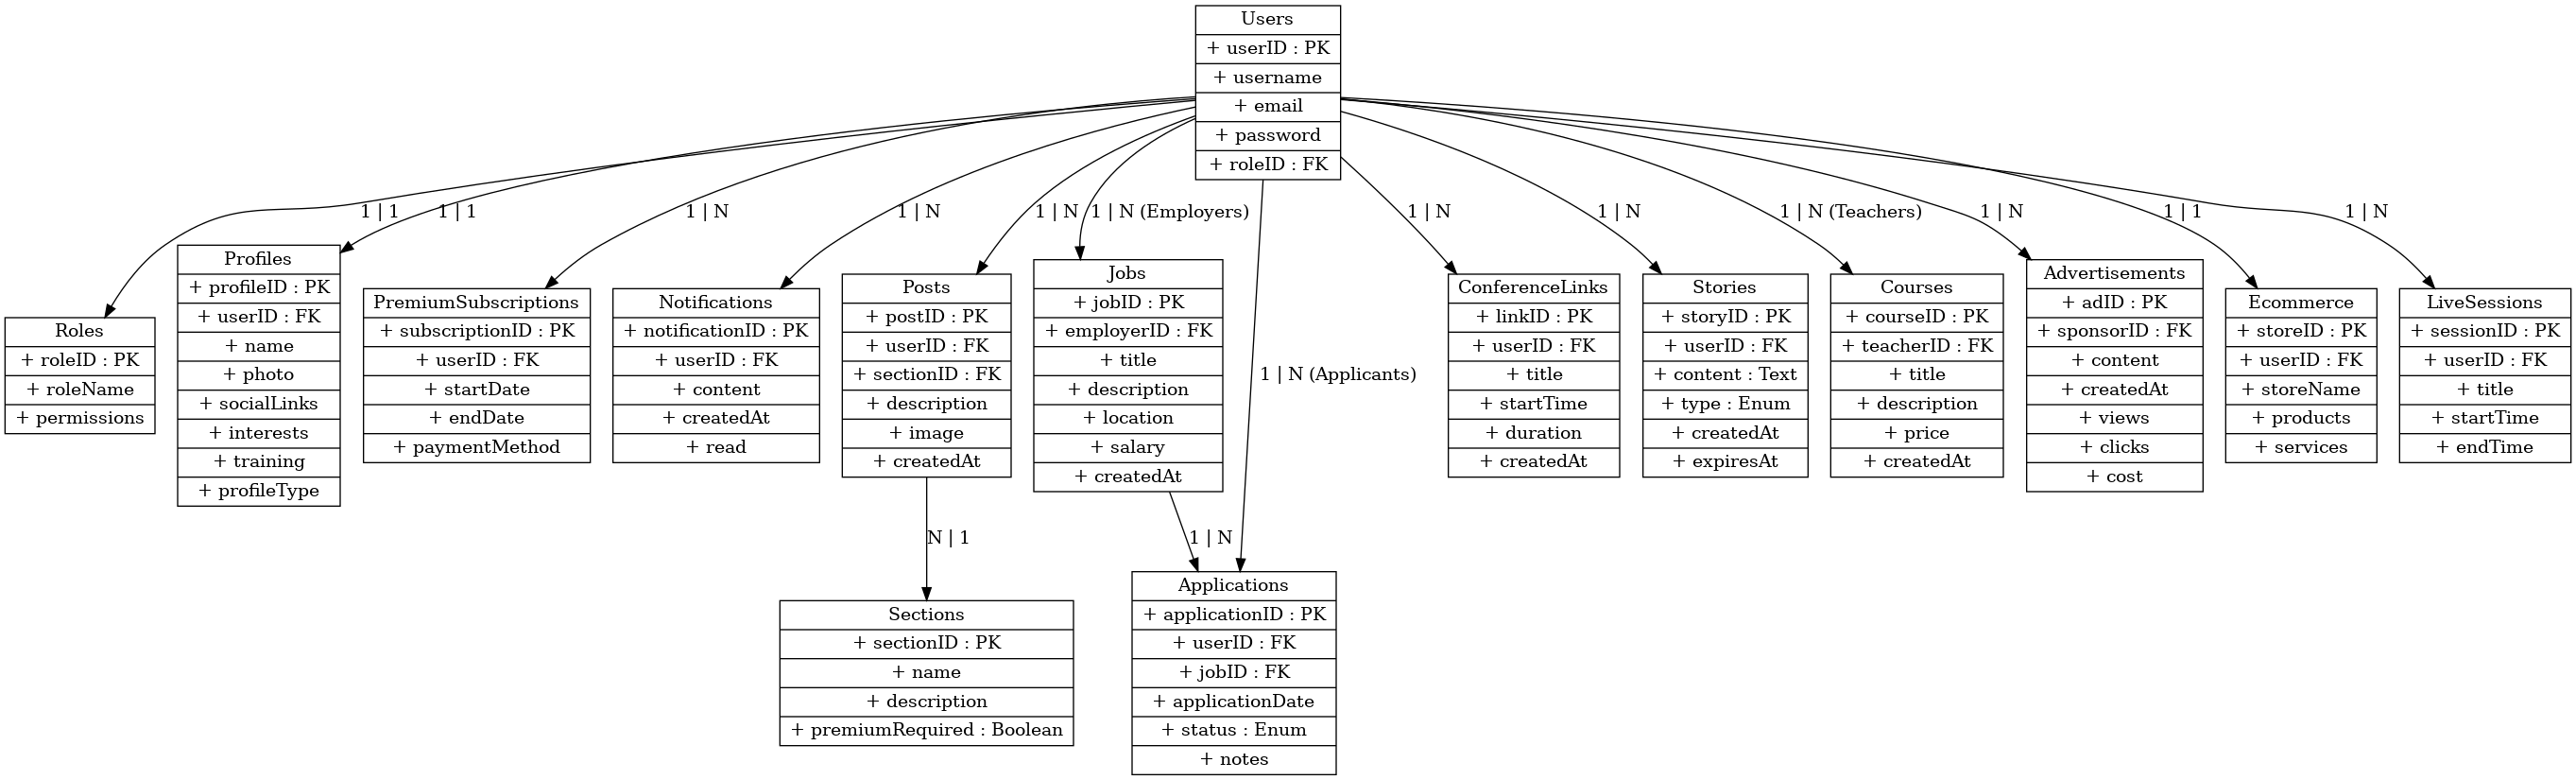 Users
+ userID : PK
+ username
+ email
+ password
+ roleID : FK
1 | 1
1 | 1
1 | N
1 | N
1 | N
1 | N (Employers)
1 | N
1 | N
1 | N (Teachers)
1 | N
1 | 1
1 | N
Roles
+ roleID : PK
+ roleName
+ permissions
Profiles
+ profileID : PK
+ userID : FK
+ name
+ photo
+ socialLinks
+ interests
+ training
+ profileType
PremiumSubscriptions
+ subscriptionID : PK
+ userID : FK
+ startDate
+ endDate
+ paymentMethod
Notifications
+ notificationID : PK
+ userID : FK
+ content
+ createdAt
+ read
Posts
+ postID : PK
+ userID : FK
+ sectionID : FK
+ description
+ image
+ createdAt
Jobs
+ jobID : PK
+ employerID : FK
+ title
+ description
+ location
+ salary
+ createdAt
1 | N (Applicants)
ConferenceLinks
+ linkID : PK
+ userID : FK
+ title
+ startTime
+ duration
+ createdAt
Stories
+ storyID : PK
+ userID : FK
+ content : Text
+ type : Enum
+ createdAt
+ expiresAt
Courses
+ courseID : PK
+ teacherID : FK
+ title
+ description
+ price
+ createdAt
Advertisements
+ adID : PK
+ sponsorID : FK
+ content
+ createdAt
+ views
+ clicks
+ cost
Ecommerce
+ storeID : PK
+ userID : FK
+ storeName
+ products
+ services
LiveSessions
+ sessionID : PK
+ userID : FK
+ title
+ startTime
+ endTime
N | 1
1 | N
Sections
+ sectionID : PK
+ name
+ description
+ premiumRequired : Boolean
Applications
+ applicationID : PK
+ userID : FK
+ jobID : FK
+ applicationDate
+ status : Enum
+ notes